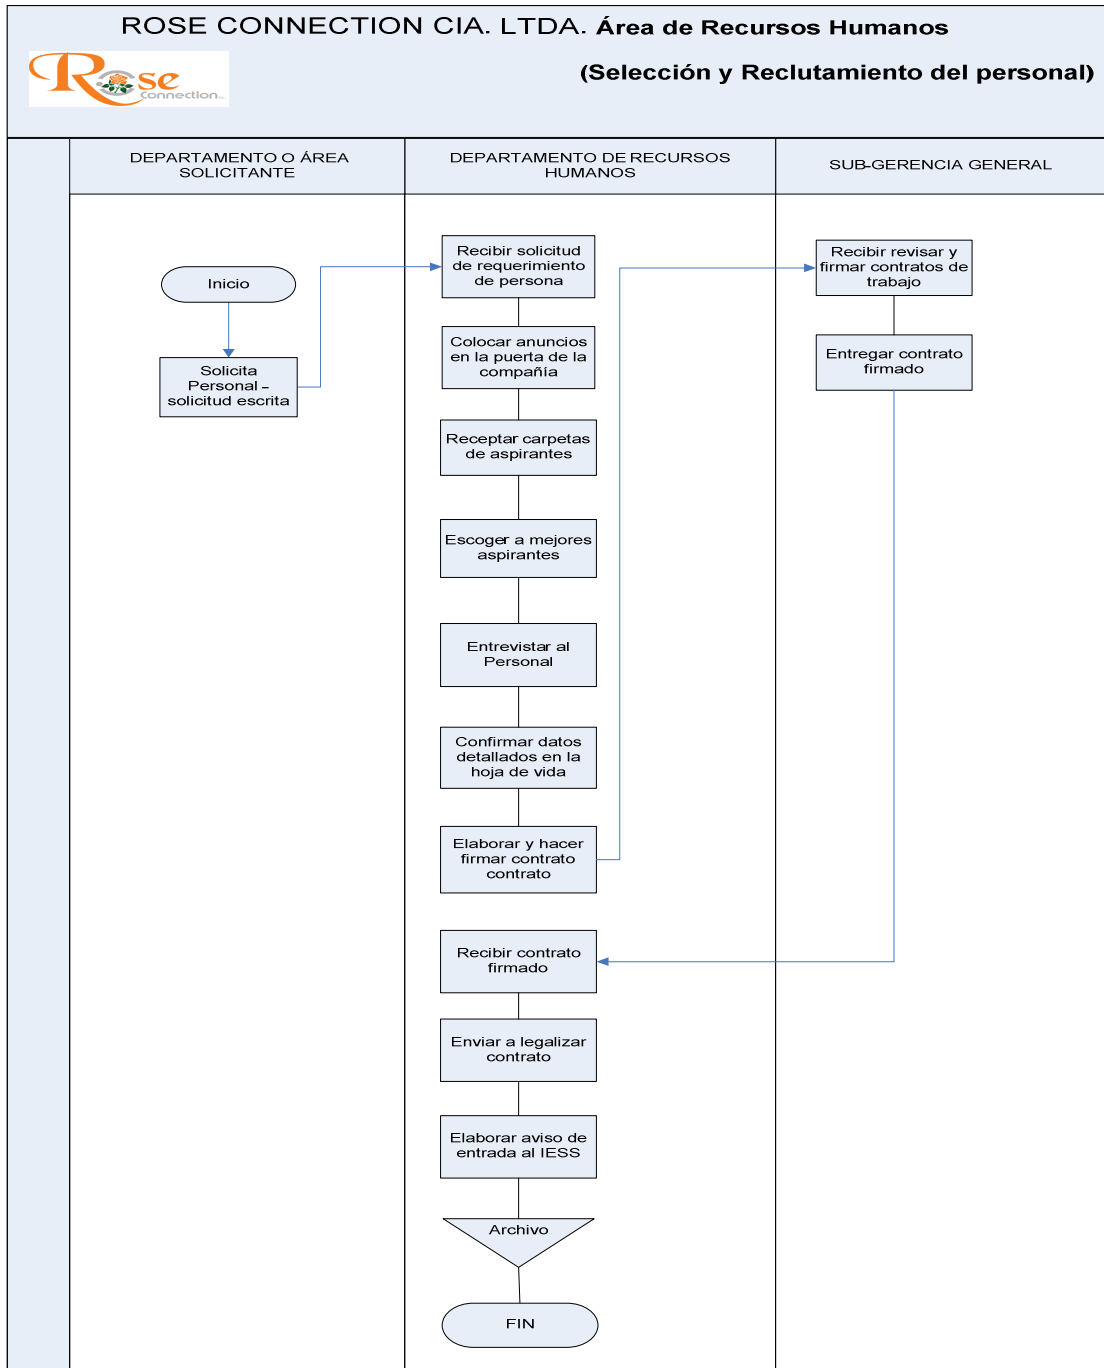 ROSE CONNECTION CIA. LTDA. Área de Recursos Humanos
(Selección y Reclutamiento del personal)
Rose
Connection
DEPARTAMENTO O ÁREA
SOLICITANTE
DEPARTAMENTO DE RECURSOS
HUMANOS
SUB-GERENCIA GENERAL
Inicio
Solicita
Personal –
solicitud escrita
Recibir solicitud
de requerimiento
de persona
Colocar anuncios
en la puerta de la
compañía
Receptar carpetas
de aspirantes
Escoger a mejores
aspirantes
Entrevistar al
Personal
Confirmar datos
detallados en la
hoja de vida
Elaborar y hacer
firmar contrato
contrato
Recibir revisar y
firmar contratos de
trabajo
Entregar contrato
firmado
Recibir contrato
firmado
Enviar a legalizar
contrato
Elaborar aviso de
entrada al IESS
Archivo
FIN